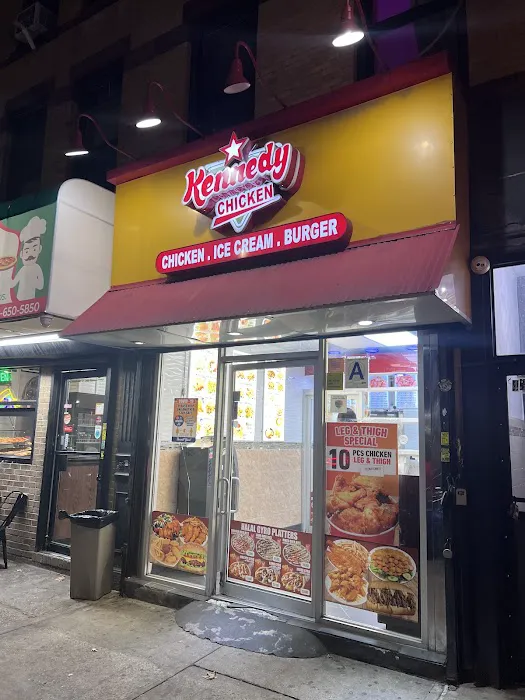 Kennedy
CHICKEN
CHICKEN . ICE CREAM . BURGER
-650-5850
A
LEG & THIGH
SPECIAL
10 PCS CHICKEN
LEG & THIGH
HALAL GYRO PLATTERS